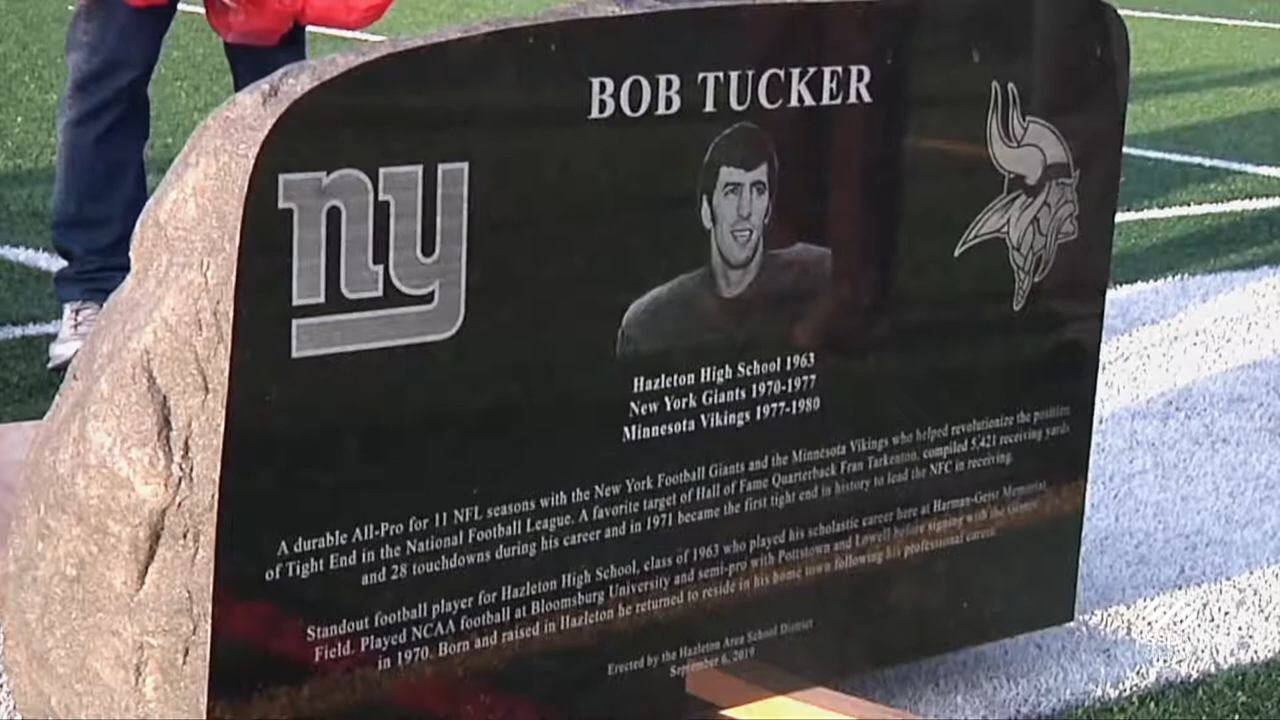 BOB TUCKER
ny
Hazleton High School 1963
New York Giants 1970-1977
Minnesota Vikings 1977-1980
A durable All-Pro for 11 NFL seasons with the New York Football Giants and the Minnesota Vikings who helped revolutionize the position
of Tight End in the National Football League. A favorite target of Hall of Fame Quarterback Fran Tarkenton, compiled 5,421 receiving yards
and 28 touchdowns during his career and in 1971 became the first tight end in history to lead the NFC in receiving.
Standout football player for Hazleton High School, class of 1963 who played his scholastic career here at Harman-Geist Memorial
Field. Played NCAA football at Bloomsburg University and semi-pro with Pottstown and Lowell before signing with the Giants
in 1970. Born and raised in Hazleton he returned to reside in his home town following his professional career.
Erected by the Hazleton Area School District
September 6, 2019